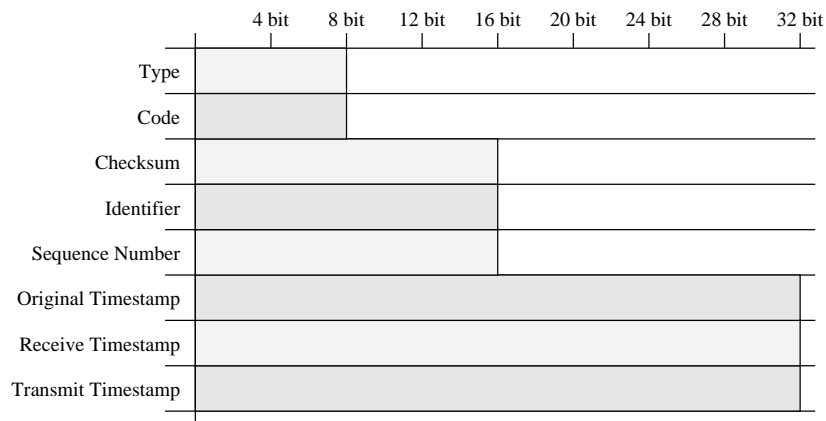 4 bit 8 bit 12 bit 16 bit 20 bit 24 bit 28 bit 32 bit
Type
Code
Checksum
Identifier
Sequence Number
Original Timestamp
Receive Timestamp
Transmit Timestamp